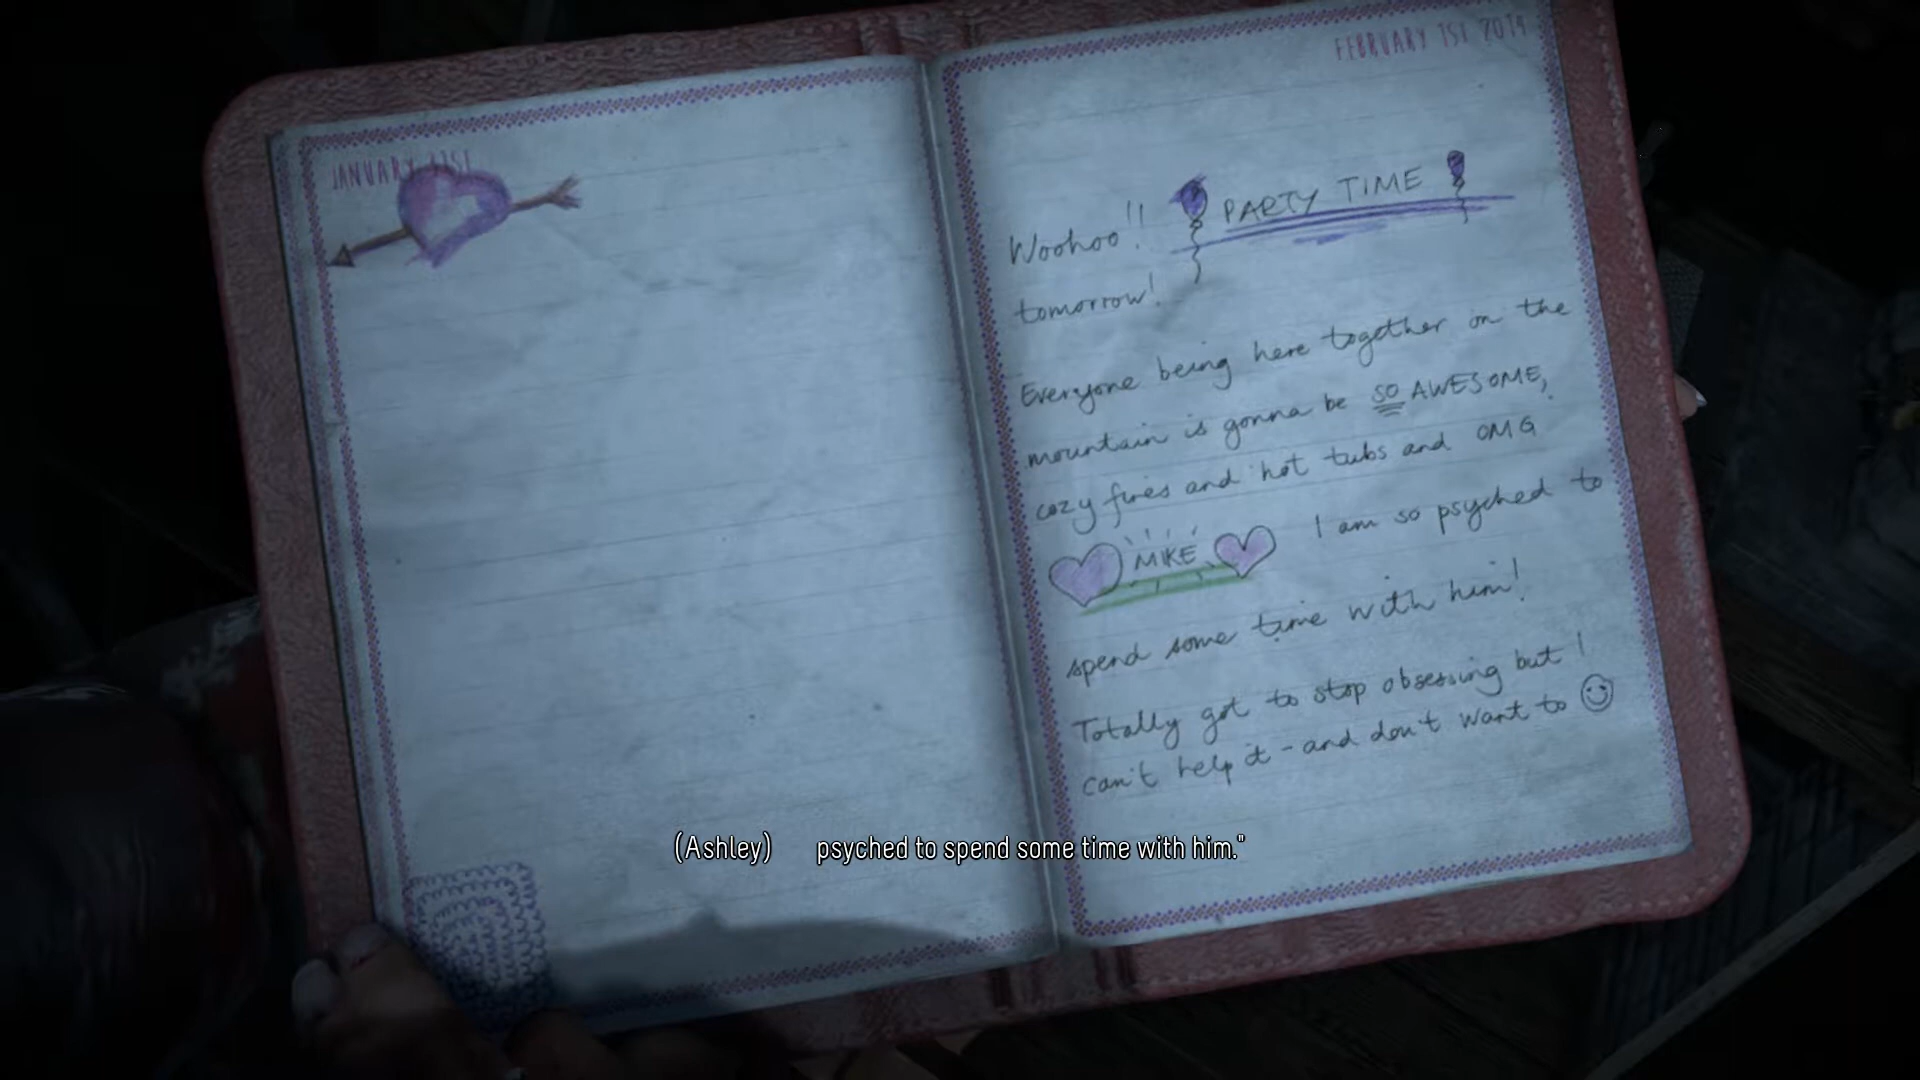 JANUARY 31ST
FEBRUARY 1ST 2014
Woohoo!! PARTY TIME
tomorrow!
Everyone being here together on the
mountain is gonna be SO AWESOME,
cozy fires and hot tubs and OMG
MIKE I am so psyched to
spend some time with him!
Totally got to stop obsessing but I
can't help it - and don't want to
(Ashley) psyched to spend some time with him."